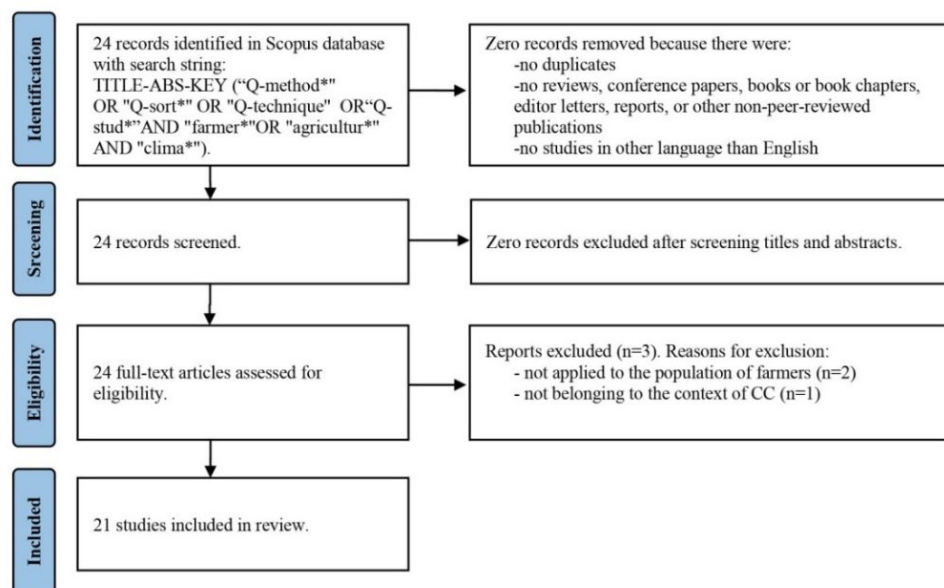 Identification
24 records identified in Scopus database
with search string:
TITLE-ABS-KEY (“Q-method*"
OR "Q-sort*" OR "Q-technique" OR“Q-
stud*”AND "farmer*"OR "agricultur*"
AND "clima*").
Zero records removed because there were:
-no duplicates
-no reviews, conference papers, books or book chapters,
editor letters, reports, or other non-peer-reviewed
publications
-no studies in other language than English
Srceening
24 records screened.
Zero records excluded after screening titles and abstracts.
Eligibility
24 full-text articles assessed for
eligibility.
Reports excluded (n=3). Reasons for exclusion:
- not applied to the population of farmers (n=2)
- not belonging to the context of CC (n=1)
Included
21 studies included in review.